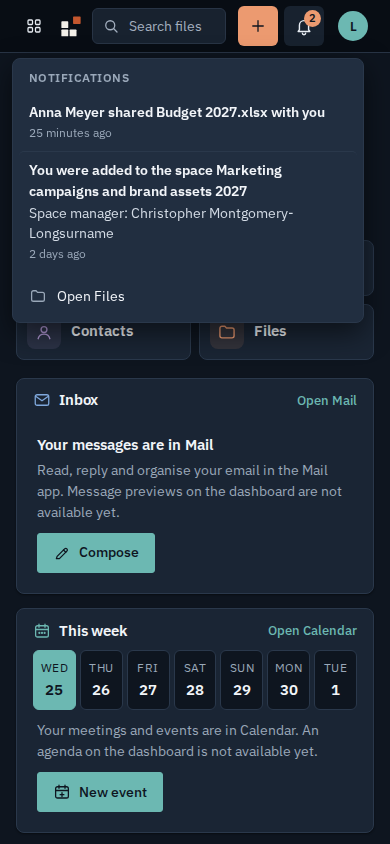 Search files
2
L
NOTIFICATIONS
Anna Meyer shared Budget 2027.xlsx with you
25 minutes ago
You were added to the space Marketing
campaigns and brand assets 2027
Space manager: Christopher Montgomery-
Longsurname
2 days ago
Open Files
Contacts
Files
Inbox
Open Mail
Your messages are in Mail
Read, reply and organise your email in the Mail
app. Message previews on the dashboard are not
available yet.
Compose
This week
Open Calendar
WED THU FRI SAT SUN MON TUE
25 26 27 28 29 30 1
Your meetings and events are in Calendar. An
agenda on the dashboard is not available yet.
New event